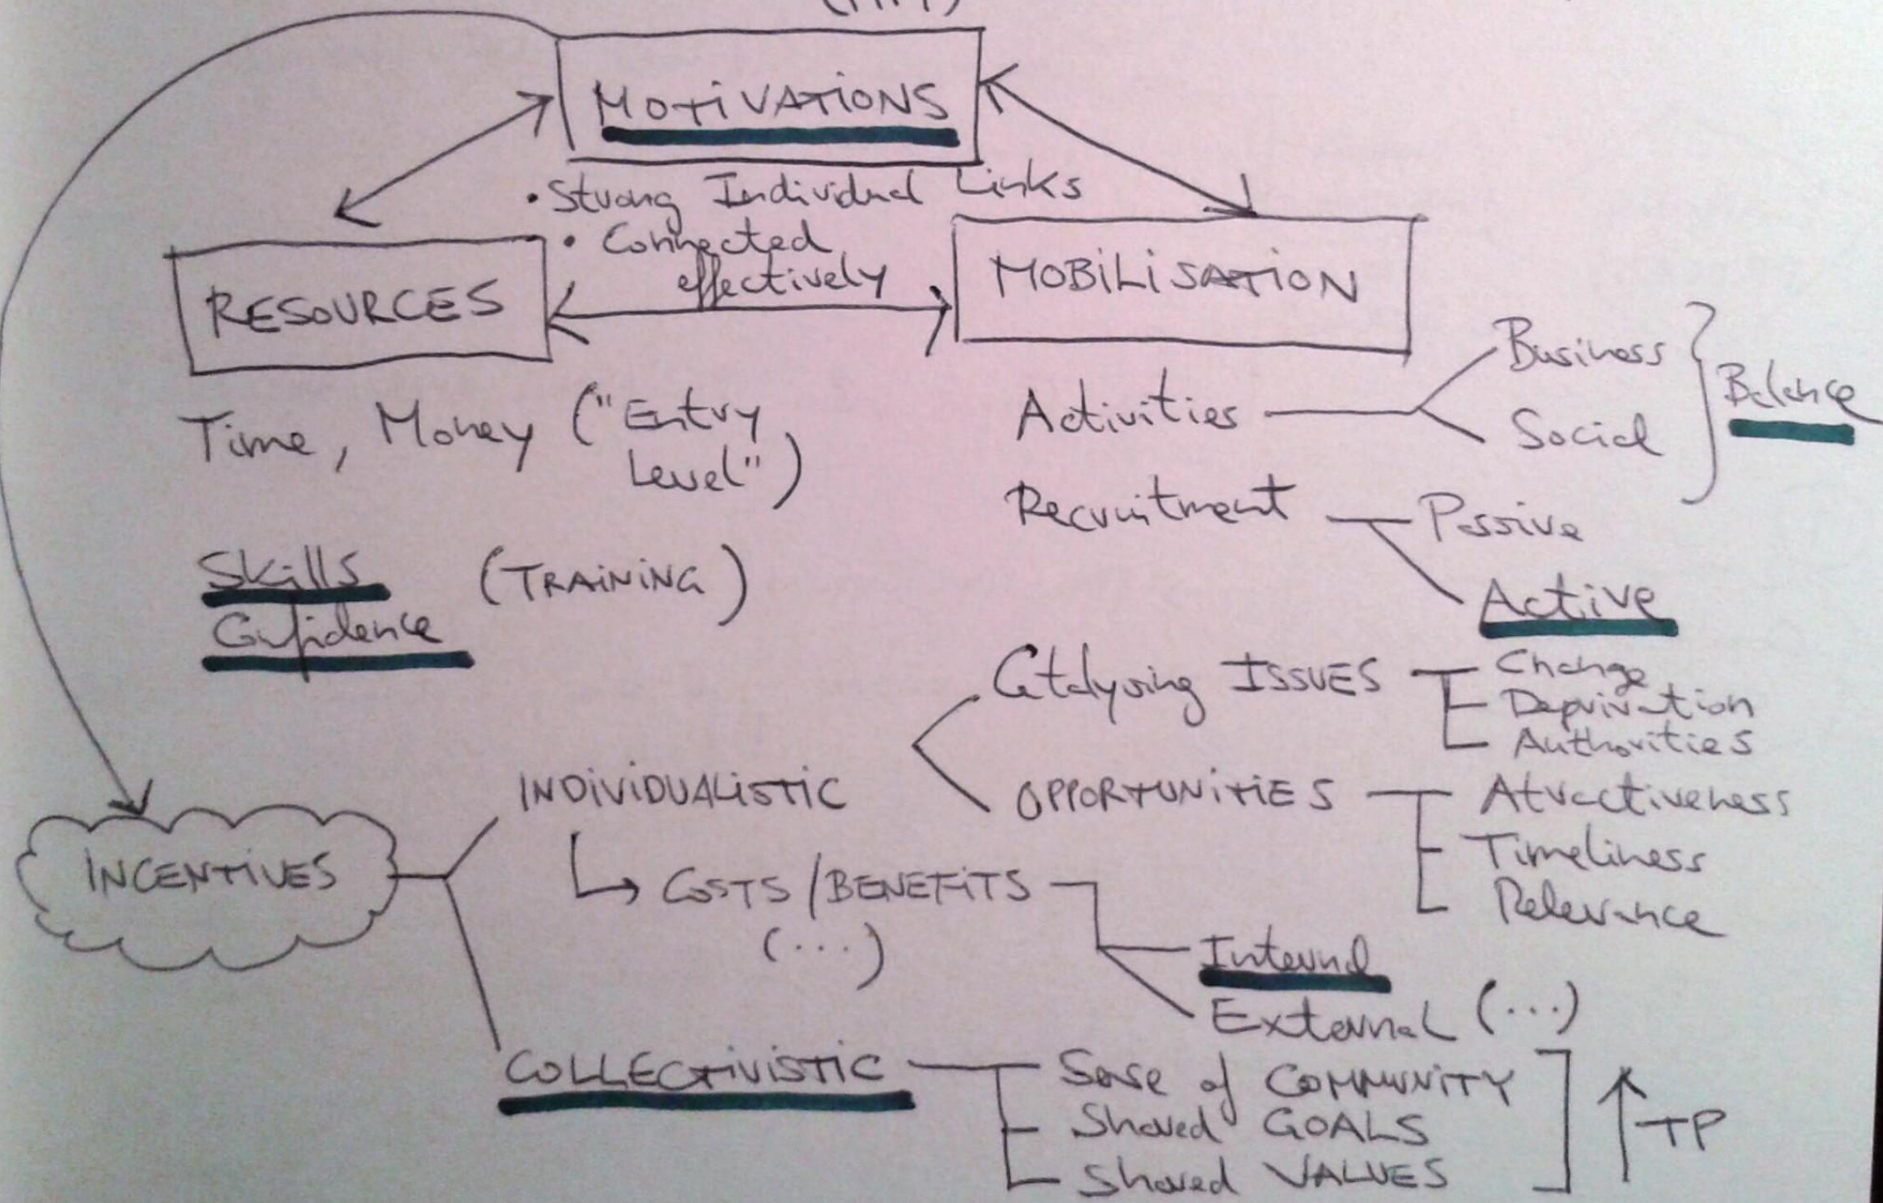 MOTIVATIONS
• Strong Individual Links
• Connected
effectively
RESOURCES
MOBILISATION
Time, Money ("Entry
Level")
Skills (TRAINING)
Confidence
Activities
Business
Social
Balance
Recruitment
Passive
Active
INCENTIVES
INDIVIDUALISTIC
Catalysing ISSUES
Change
Deprivation
Authorities
OPPORTUNITIES
Atractiveness
Timeliness
Relevance
COSTS/BENEFITS
(...)
Internal
External (...)
COLLECTIVISTIC
Sense of COMMUNITY
Shared GOALS
Shared VALUES
TP